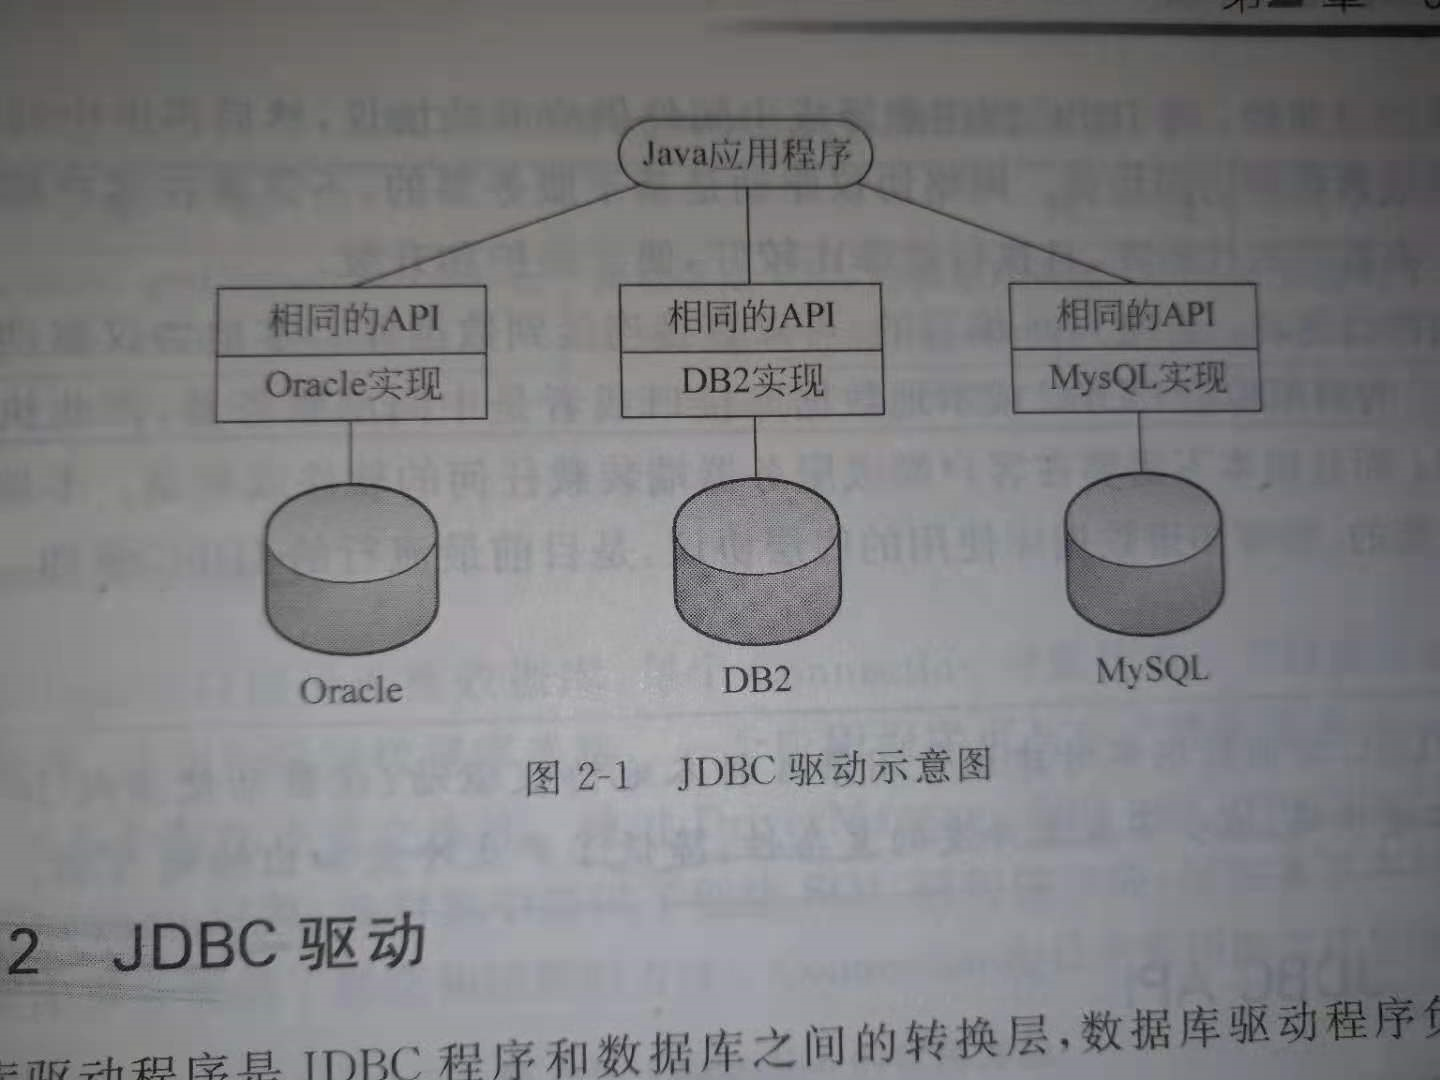 Java应用程序
相同的API 相同的API 相同的API
Oracle实现 DB2实现 MysQL实现
Oracle DB2 MySQL
图 2-1 JDBC 驱动示意图
2 JDBC 驱动
驱动程序是 JDBC 程序和数据库之间的转换层,数据库驱动程序